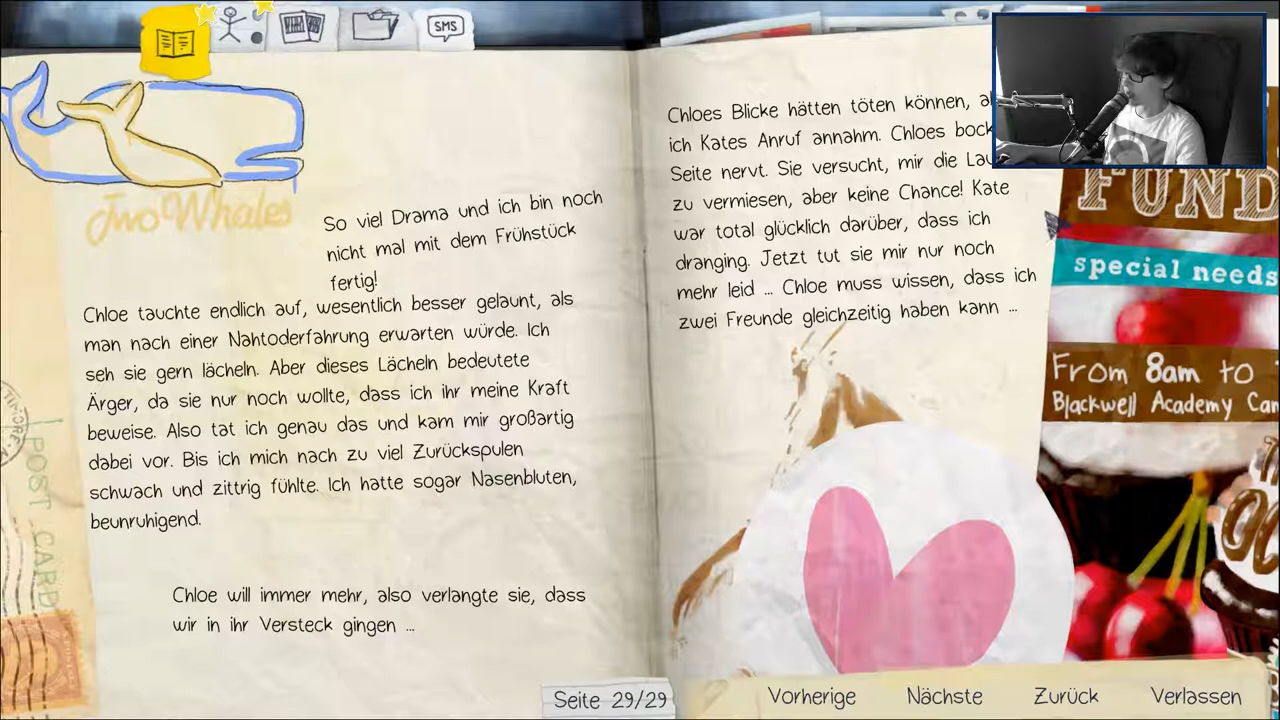 SMS
Two Whales
So viel Drama und ich bin noch
nicht mal mit dem Frühstück
fertig!
Chloe tauchte endlich auf, wesentlich besser gelaunt, als
man nach einer Nahtoderfahrung erwarten würde. Ich
seh sie gern lächeln. Aber dieses Lächeln bedeutete
Ärger, da sie nur noch wollte, dass ich ihr meine Kraft
beweise. Also tat ich genau das und kam mir großartig
dabei vor. Bis ich mich nach zu viel Zurückspulen
schwach und zittrig fühlte. Ich hatte sogar Nasenbluten,
beunruhigend.
Chloe will immer mehr, also verlangte sie, dass
wir in ihr Versteck gingen ...
POST CARD
Chloes Blicke hätten töten können,
ich Kates Anruf annahm. Chloes
Seite nervt. Sie versucht, mir die
zu vermiesen, aber keine Chance! Kate
war total glücklich darüber, dass ich
dranging. Jetzt tut sie mir nur noch
mehr leid ... Chloe muss wissen, dass ich
zwei Freunde gleichzeitig haben kann ...
FUND
special needs
From 8am to
Blackwell Academy
Seite 29/29
Vorherige
Nächste
Zurück
Verlassen